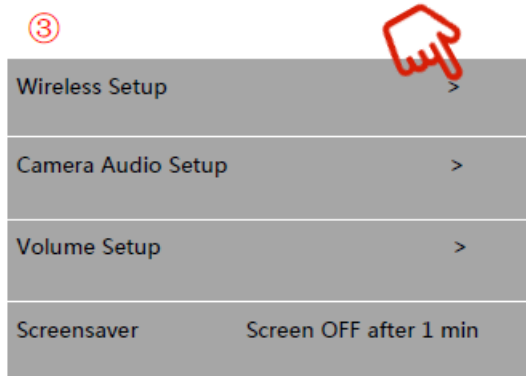 ③
Wireless Setup >
Camera Audio Setup >
Volume Setup >
Screensaver Screen OFF after 1 min